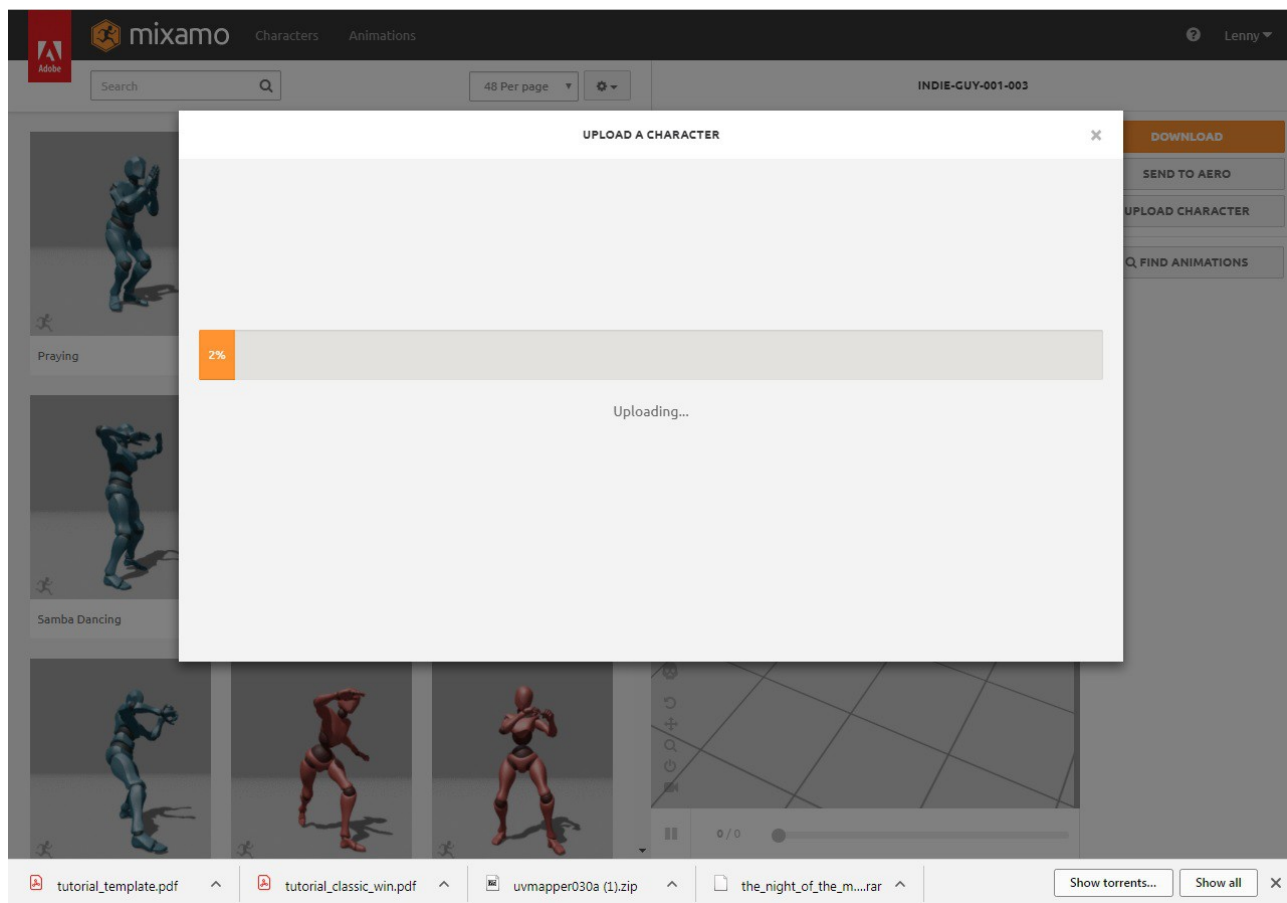 Adobe
mixamo Characters Animations Lenny
Search 48 Per page INDIE-GUY-001-003
UPLOAD A CHARACTER
DOWNLOAD
SEND TO AERO
UPLOAD CHARACTER
FIND ANIMATIONS
Praying
2%
Uploading...
Samba Dancing
0 / 0
tutorial_template.pdf tutorial_classic_win.pdf uvmapper030a (1).zip the_night_of_the_m....rar Show torrents... Show all